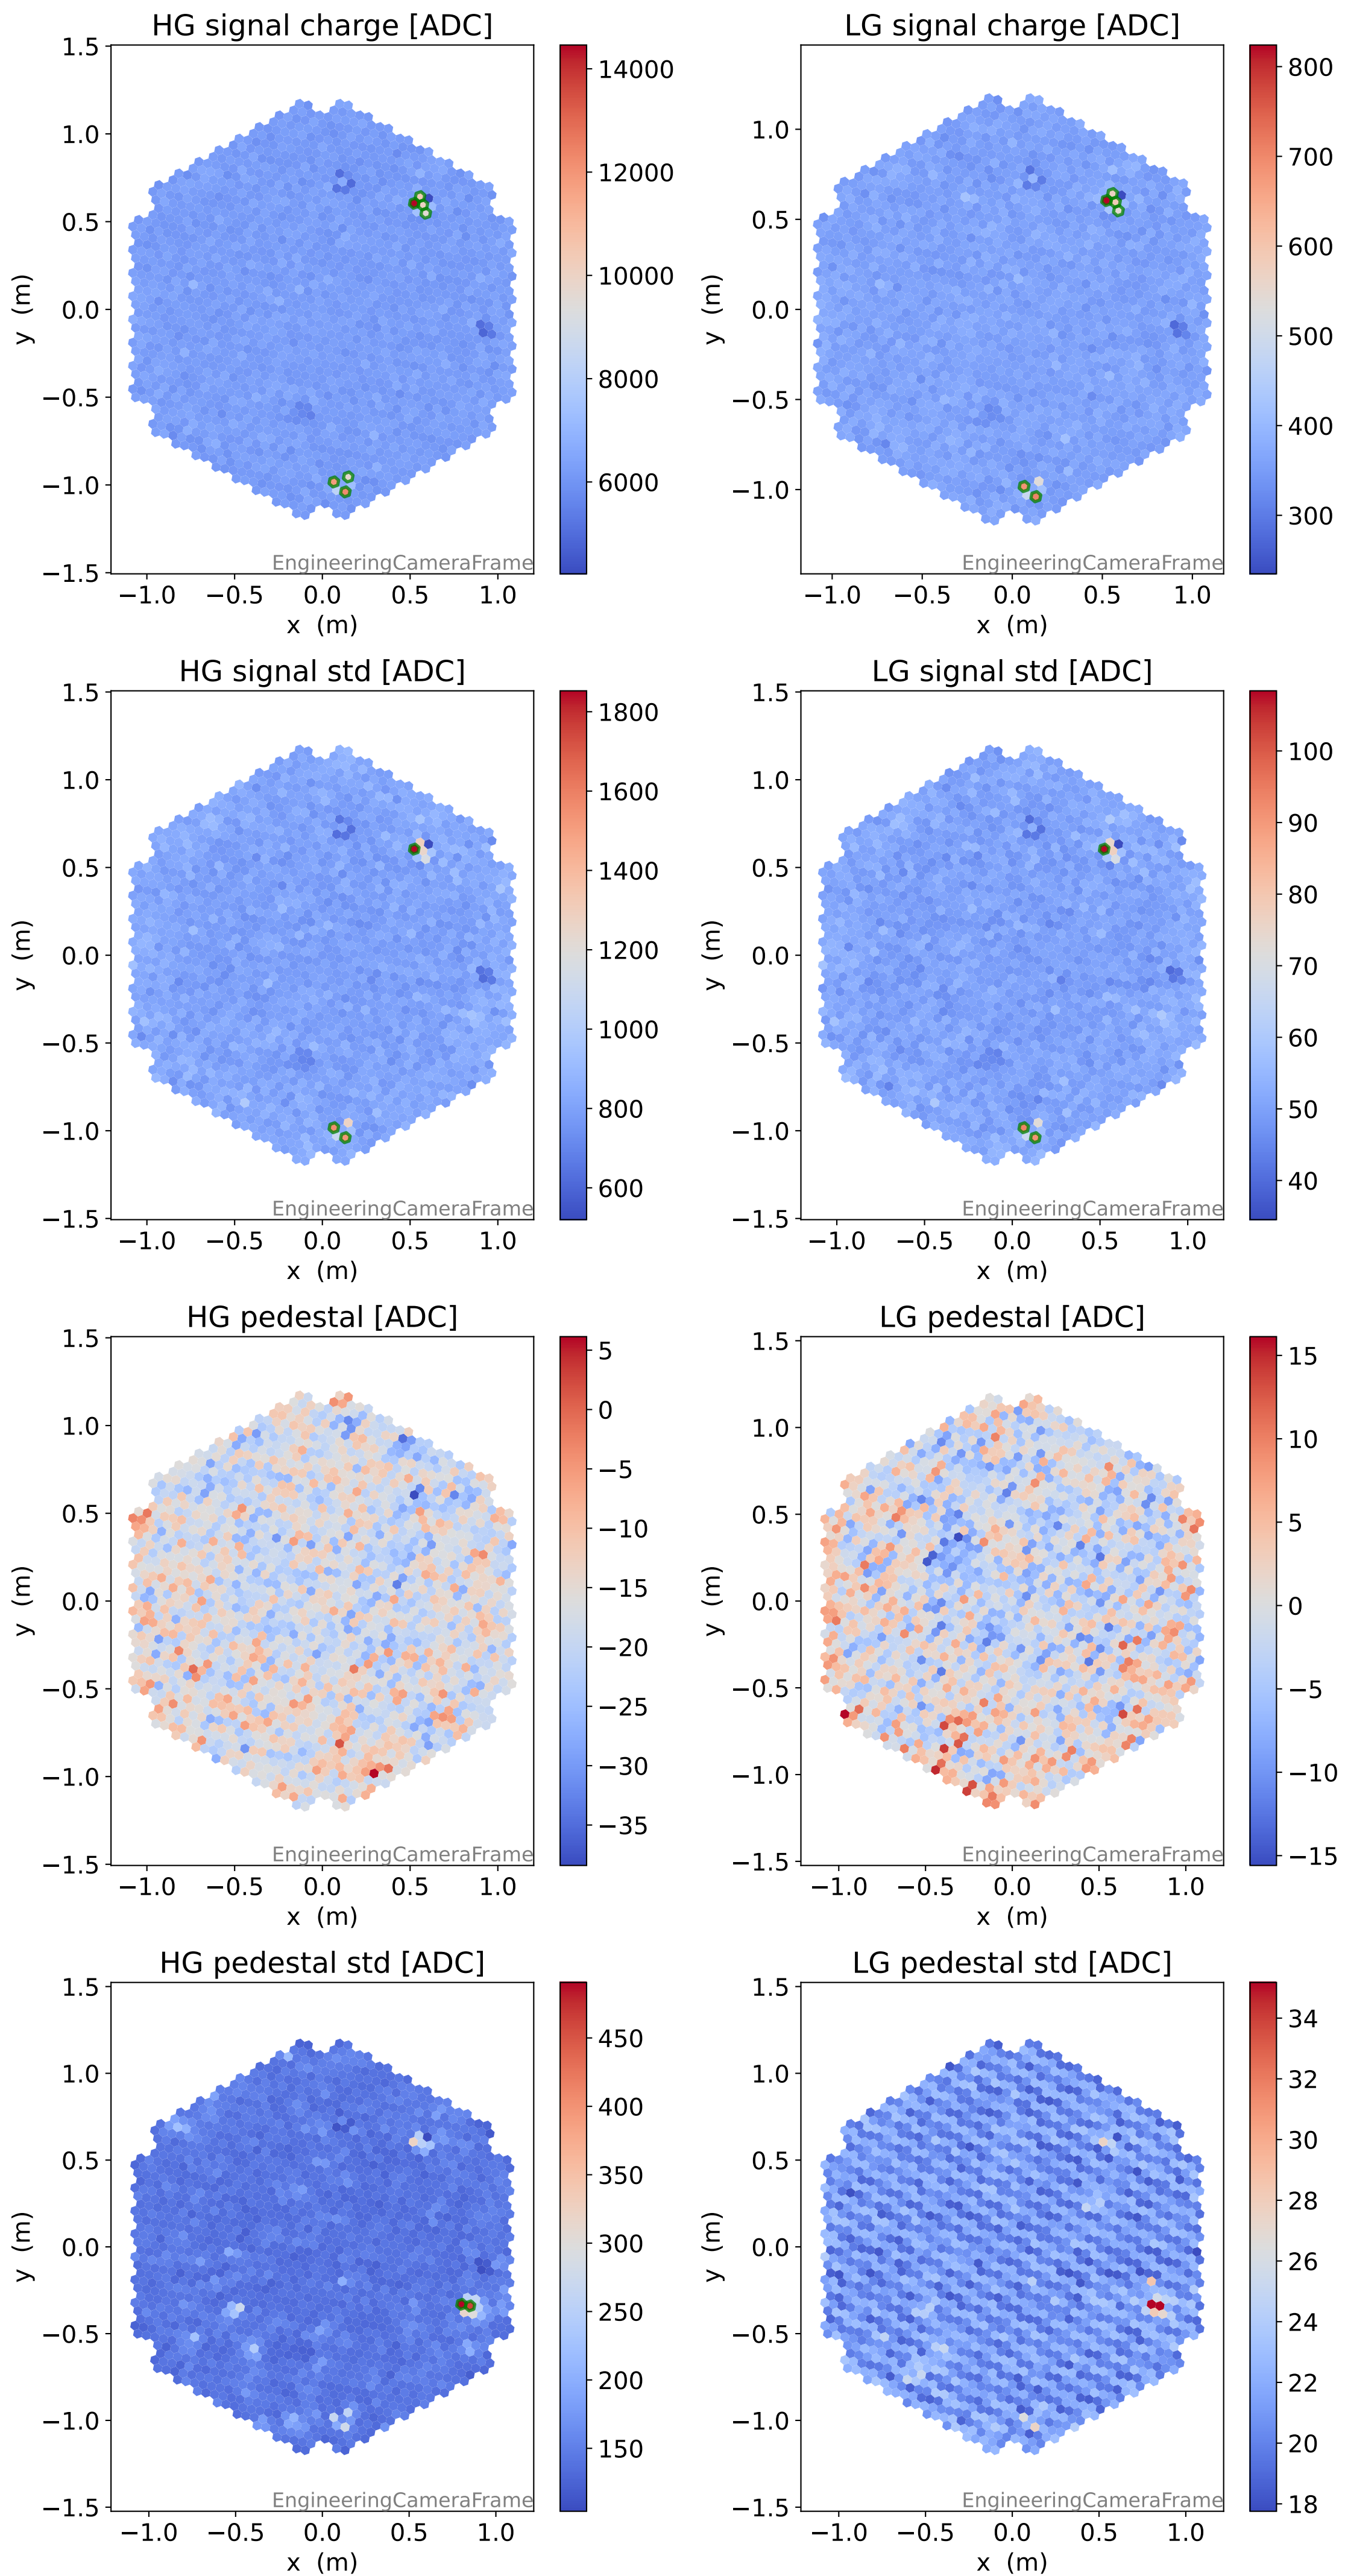 HG signal charge [ADC]
1.5
1.0
0.5
0.0
−0.5
−1.0
−1.5
y (m)
−1.0 −0.5 0.0 0.5 1.0
x (m)
EngineeringCameraFrame
14000
12000
10000
8000
6000
LG signal charge [ADC]
1.5
1.0
0.5
0.0
−0.5
−1.0
y (m)
−1.0 −0.5 0.0 0.5 1.0
x (m)
EngineeringCameraFrame
800
700
600
500
400
300
HG signal std [ADC]
1.5
1.0
0.5
0.0
−0.5
−1.0
−1.5
y (m)
−1.0 −0.5 0.0 0.5 1.0
x (m)
EngineeringCameraFrame
1800
1600
1400
1200
1000
800
600
LG signal std [ADC]
1.5
1.0
0.5
0.0
−0.5
−1.0
−1.5
y (m)
−1.0 −0.5 0.0 0.5 1.0
x (m)
EngineeringCameraFrame
100
90
80
70
60
50
40
HG pedestal [ADC]
1.5
1.0
0.5
0.0
−0.5
−1.0
−1.5
y (m)
−1.0 −0.5 0.0 0.5 1.0
x (m)
EngineeringCameraFrame
5
0
−5
−10
−15
−20
−25
−30
−35
LG pedestal [ADC]
1.5
1.0
0.5
0.0
−0.5
−1.0
−1.5
y (m)
−1.0 −0.5 0.0 0.5 1.0
x (m)
EngineeringCameraFrame
15
10
5
0
−5
−10
−15
HG pedestal std [ADC]
1.5
1.0
0.5
0.0
−0.5
−1.0
−1.5
y (m)
−1.0 −0.5 0.0 0.5 1.0
x (m)
EngineeringCameraFrame
450
400
350
300
250
200
150
LG pedestal std [ADC]
1.5
1.0
0.5
0.0
−0.5
−1.0
−1.5
y (m)
−1.0 −0.5 0.0 0.5 1.0
x (m)
EngineeringCameraFrame
34
32
30
28
26
24
22
20
18